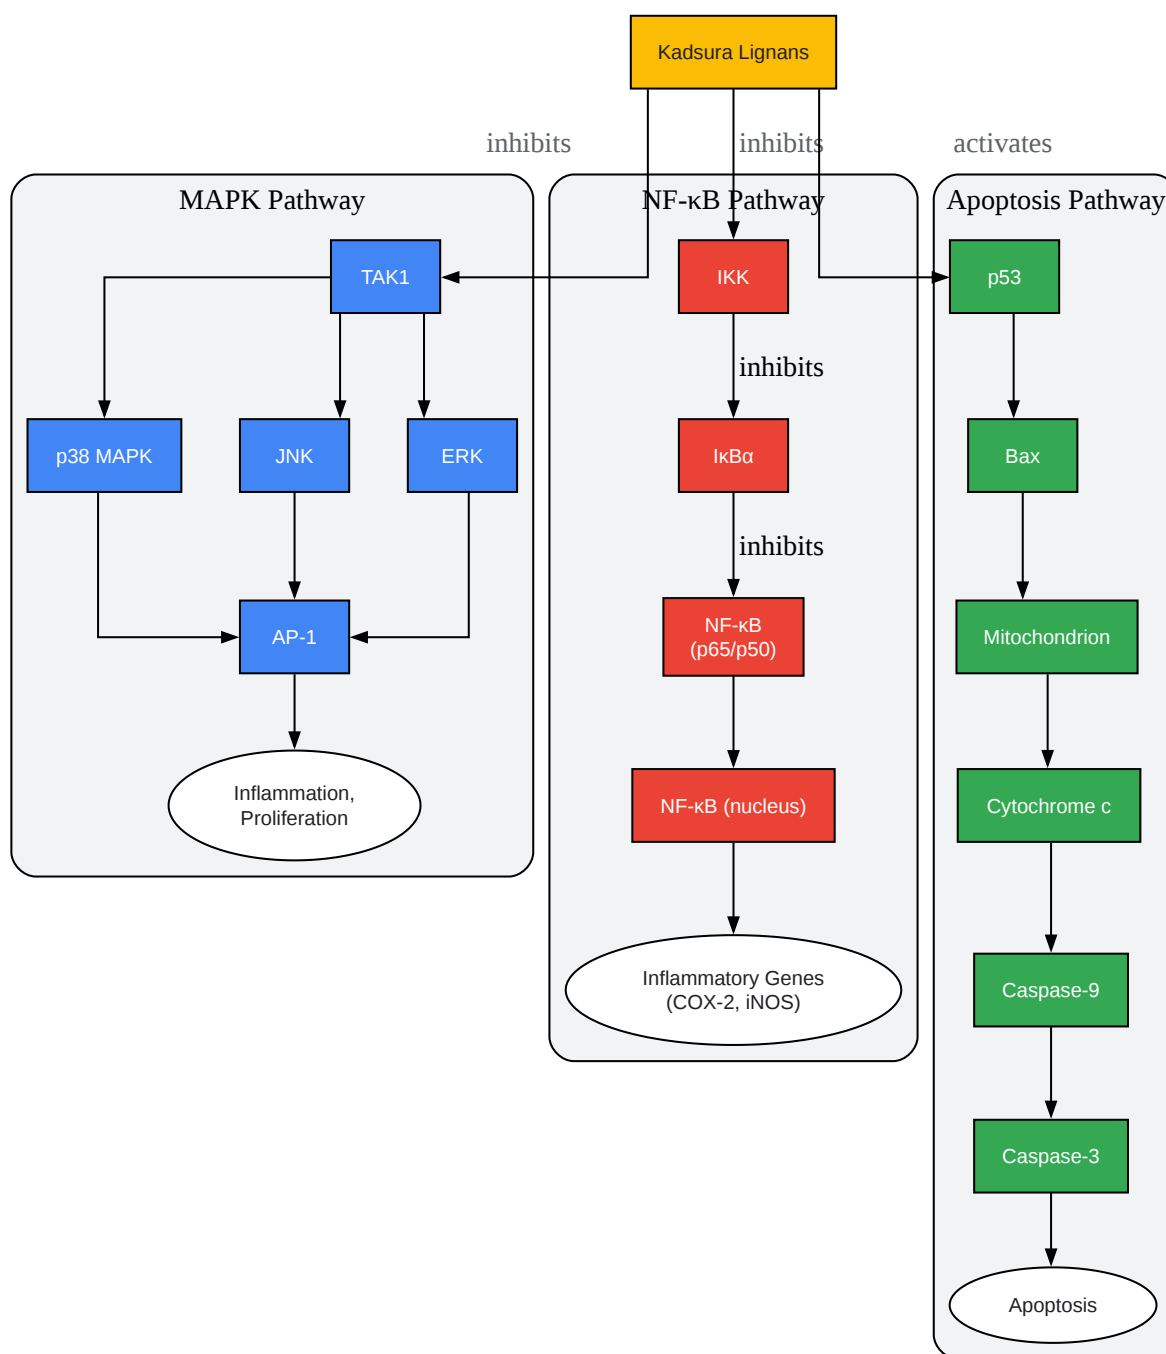 Kadsura Lignans
inhibits
inhibits
activates
MAPK Pathway
NF-κB Pathway
Apoptosis Pathway
TAK1
IKK
p53
inhibits
p38 MAPK
JNK
ERK
IκBα
Bax
inhibits
AP-1
NF-κB
(p65/p50)
Mitochondrion
Inflammation,
Proliferation
NF-κB (nucleus)
Cytochrome c
Inflammatory Genes
(COX-2, iNOS)
Caspase-9
Caspase-3
Apoptosis